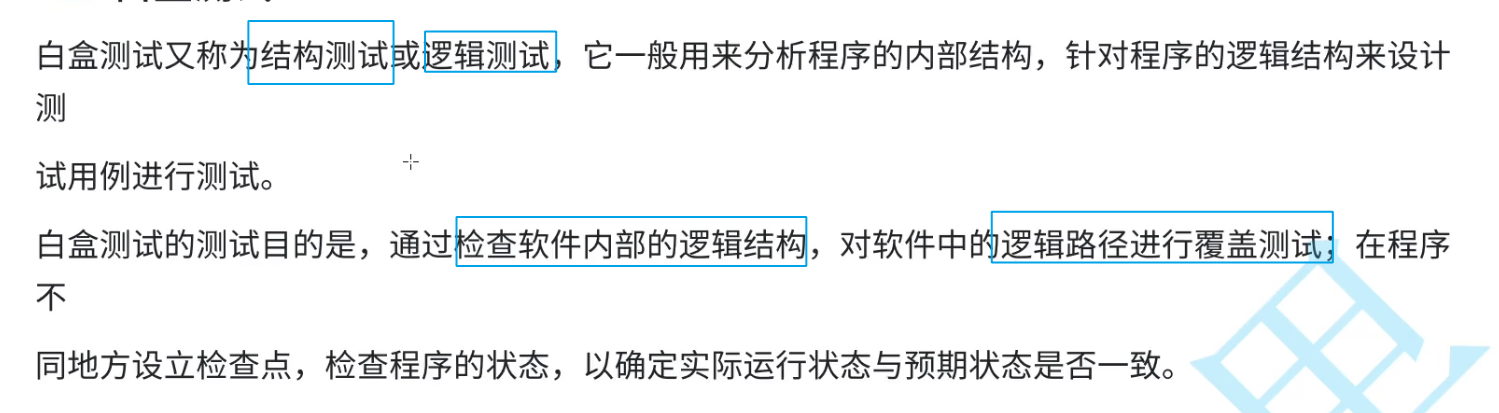 白盒测试又称为结构测试或逻辑测试，它一般用来分析程序的内部结构，针对程序的逻辑结构来设计
测
试用例进行测试。
白盒测试的测试目的是，通过检查软件内部的逻辑结构，对软件中的逻辑路径进行覆盖测试；在程序
不
同地方设立检查点，检查程序的状态，以确定实际运行状态与预期状态是否一致。